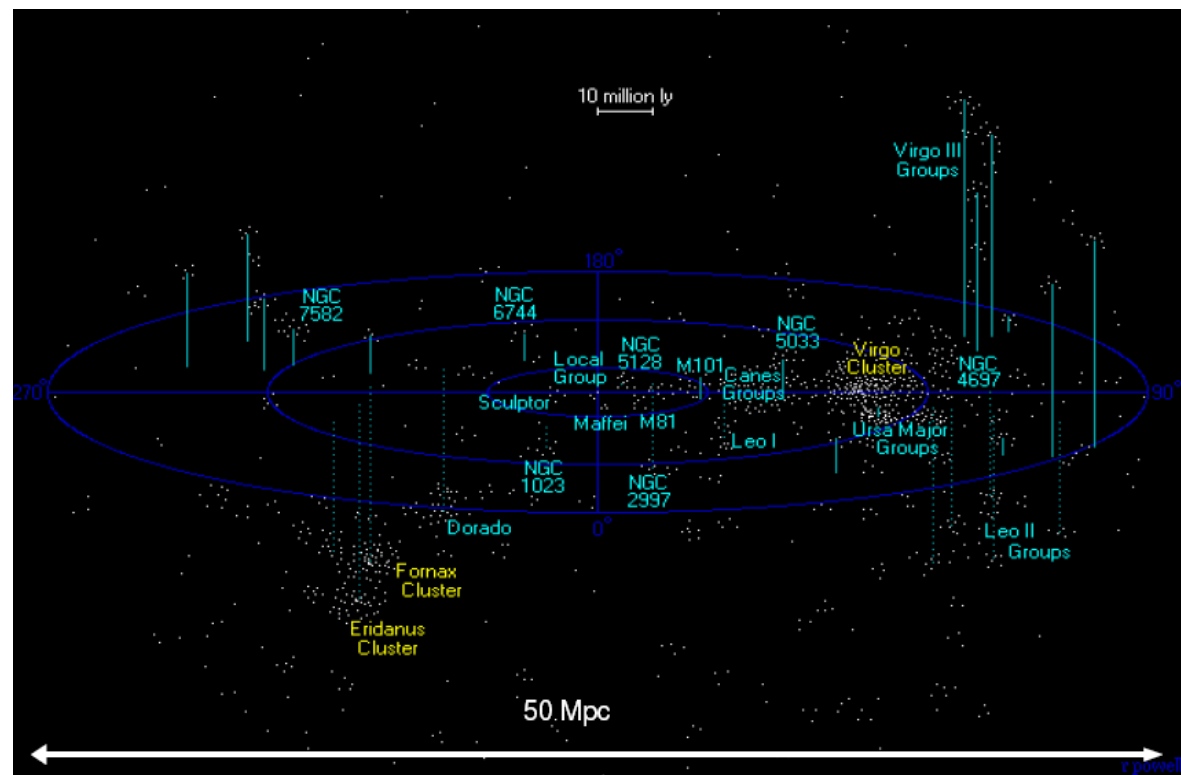 10 million ly
Virgo III
Groups
180°
NGC
7582
NGC
6744
NGC
5033
NGC
5128
Local
Group
M101
Canes
Groups
Virgo
Cluster
NGC
4697
270°
90°
Sculptor
Maffei
M81
Leo I
Ursa Major
Groups
NGC
1023
NGC
2997
Dorado
0°
Leo II
Groups
Fornax
Cluster
Eridanus
Cluster
50 Mpc
r powell